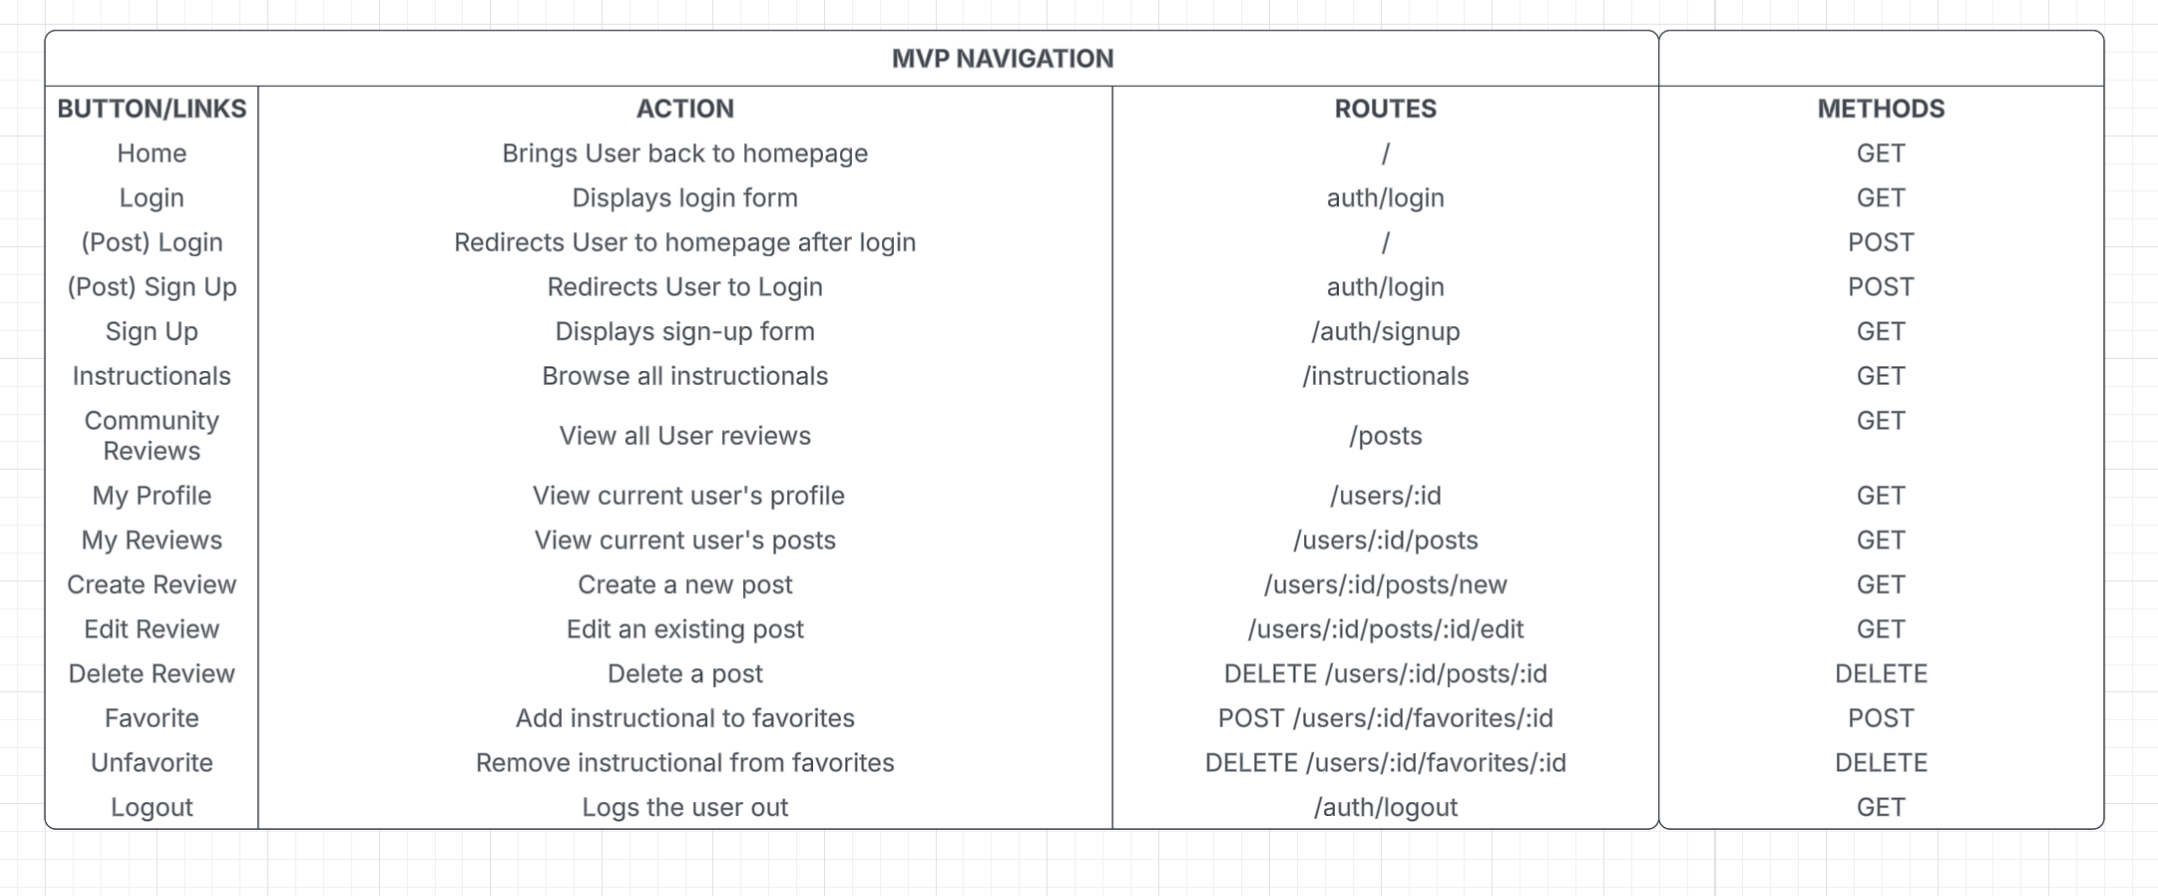 MVP NAVIGATION
BUTTON/LINKS ACTION ROUTES METHODS
Home Brings User back to homepage / GET
Login Displays login form auth/login GET
(Post) Login Redirects User to homepage after login / POST
(Post) Sign Up Redirects User to Login auth/login POST
Sign Up Displays sign-up form /auth/signup GET
Instructionals Browse all instructionals /instructionals GET
Community
Reviews View all User reviews /posts GET
My Profile View current user's profile /users/:id GET
My Reviews View current user's posts /users/:id/posts GET
Create Review Create a new post /users/:id/posts/new GET
Edit Review Edit an existing post /users/:id/posts/:id/edit GET
Delete Review Delete a post DELETE /users/:id/posts/:id DELETE
Favorite Add instructional to favorites POST /users/:id/favorites/:id POST
Unfavorite Remove instructional from favorites DELETE /users/:id/favorites/:id DELETE
Logout Logs the user out /auth/logout GET